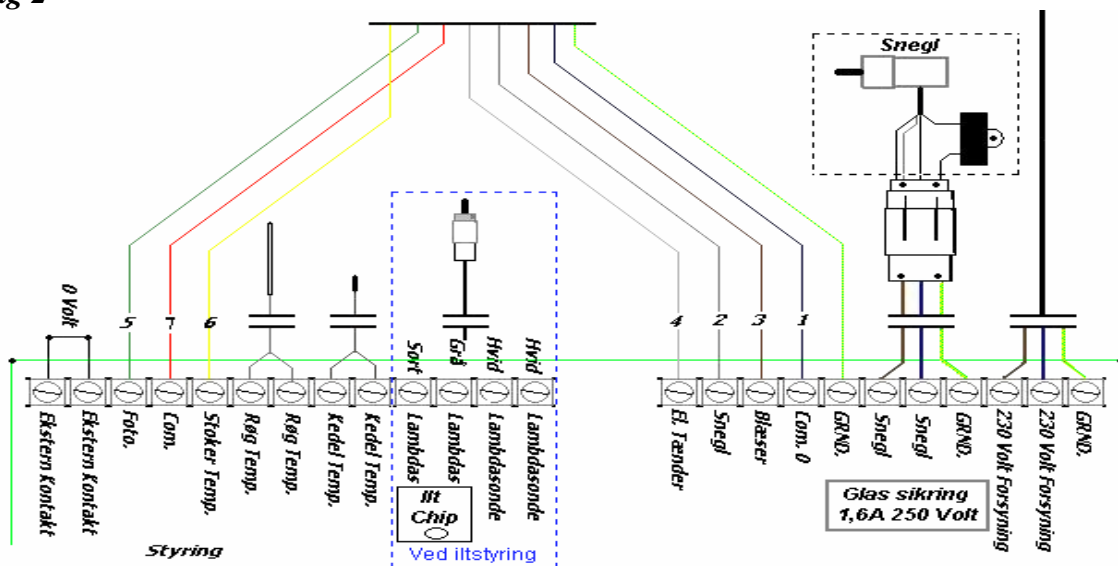 Snegl
0 Volt
5
7
6
4
2
3
1
Sort
Grå
Hvid
Hvid
Ekstern Kontakt
Ekstern Kontakt
Foto.
Com.
Stoker Temp.
Røg Temp.
Røg Temp.
Kedel Temp.
Kedel Temp.
Lambdas
Lambdas
Lambdasonde
Lambdasonde
El. Tænder
Snegl
Blæser
Com. 0
GRND.
Snegl
Snegl
GRND.
230 Volt Forsyning
230 Volt Forsyning
GRND.
Ilt
Chip
Glas sikring
1,6A 250 Volt
Styring
Ved iltstyring